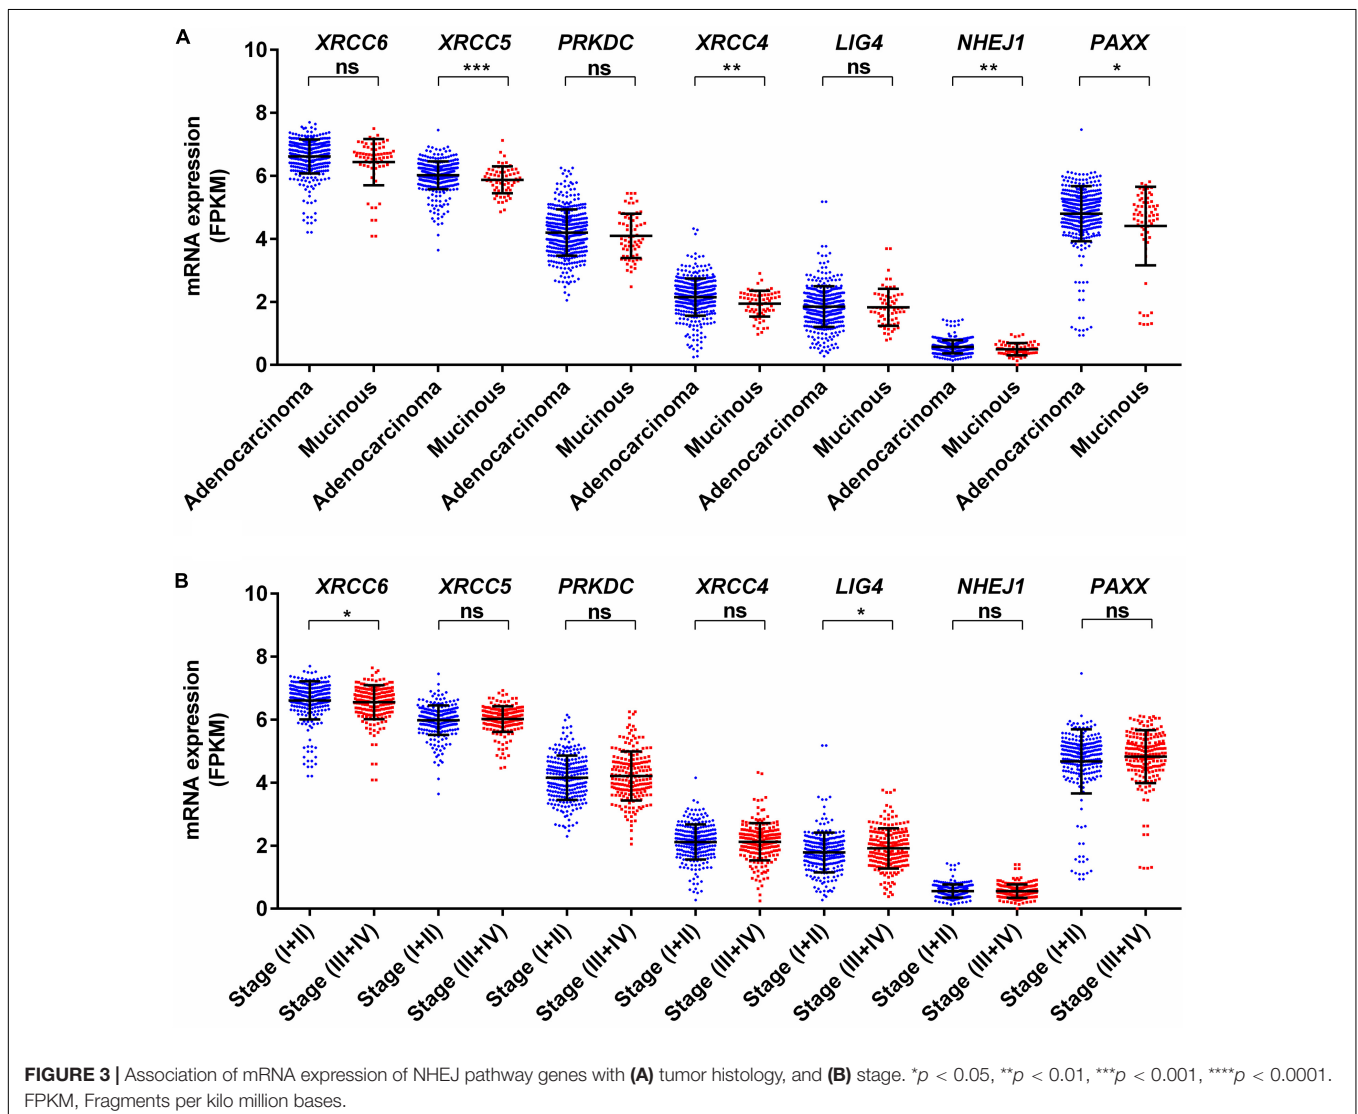 A
XRCC6 XRCC5 PRKDC XRCC4 LIG4 NHEJ1 PAXX
ns *** ns ** ns ** *
mRNA expression
(FPKM)
10
8
6
4
2
0
Adenocarcinoma Mucinous Adenocarcinoma Mucinous Adenocarcinoma Mucinous Adenocarcinoma Mucinous Adenocarcinoma Mucinous Adenocarcinoma Mucinous Adenocarcinoma Mucinous
B
XRCC6 XRCC5 PRKDC XRCC4 LIG4 NHEJ1 PAXX
* ns ns ns * ns ns
mRNA expression
(FPKM)
10
8
6
4
2
0
Stage (I+II) Stage (III+IV) Stage (I+II) Stage (III+IV) Stage (I+II) Stage (III+IV) Stage (I+II) Stage (III+IV) Stage (I+II) Stage (III+IV) Stage (I+II) Stage (III+IV) Stage (I+II) Stage (III+IV)
FIGURE 3 | Association of mRNA expression of NHEJ pathway genes with (A) tumor histology, and (B) stage. *p < 0.05, **p < 0.01, ***p < 0.001, ****p < 0.0001.
FPKM, Fragments per kilo million bases.